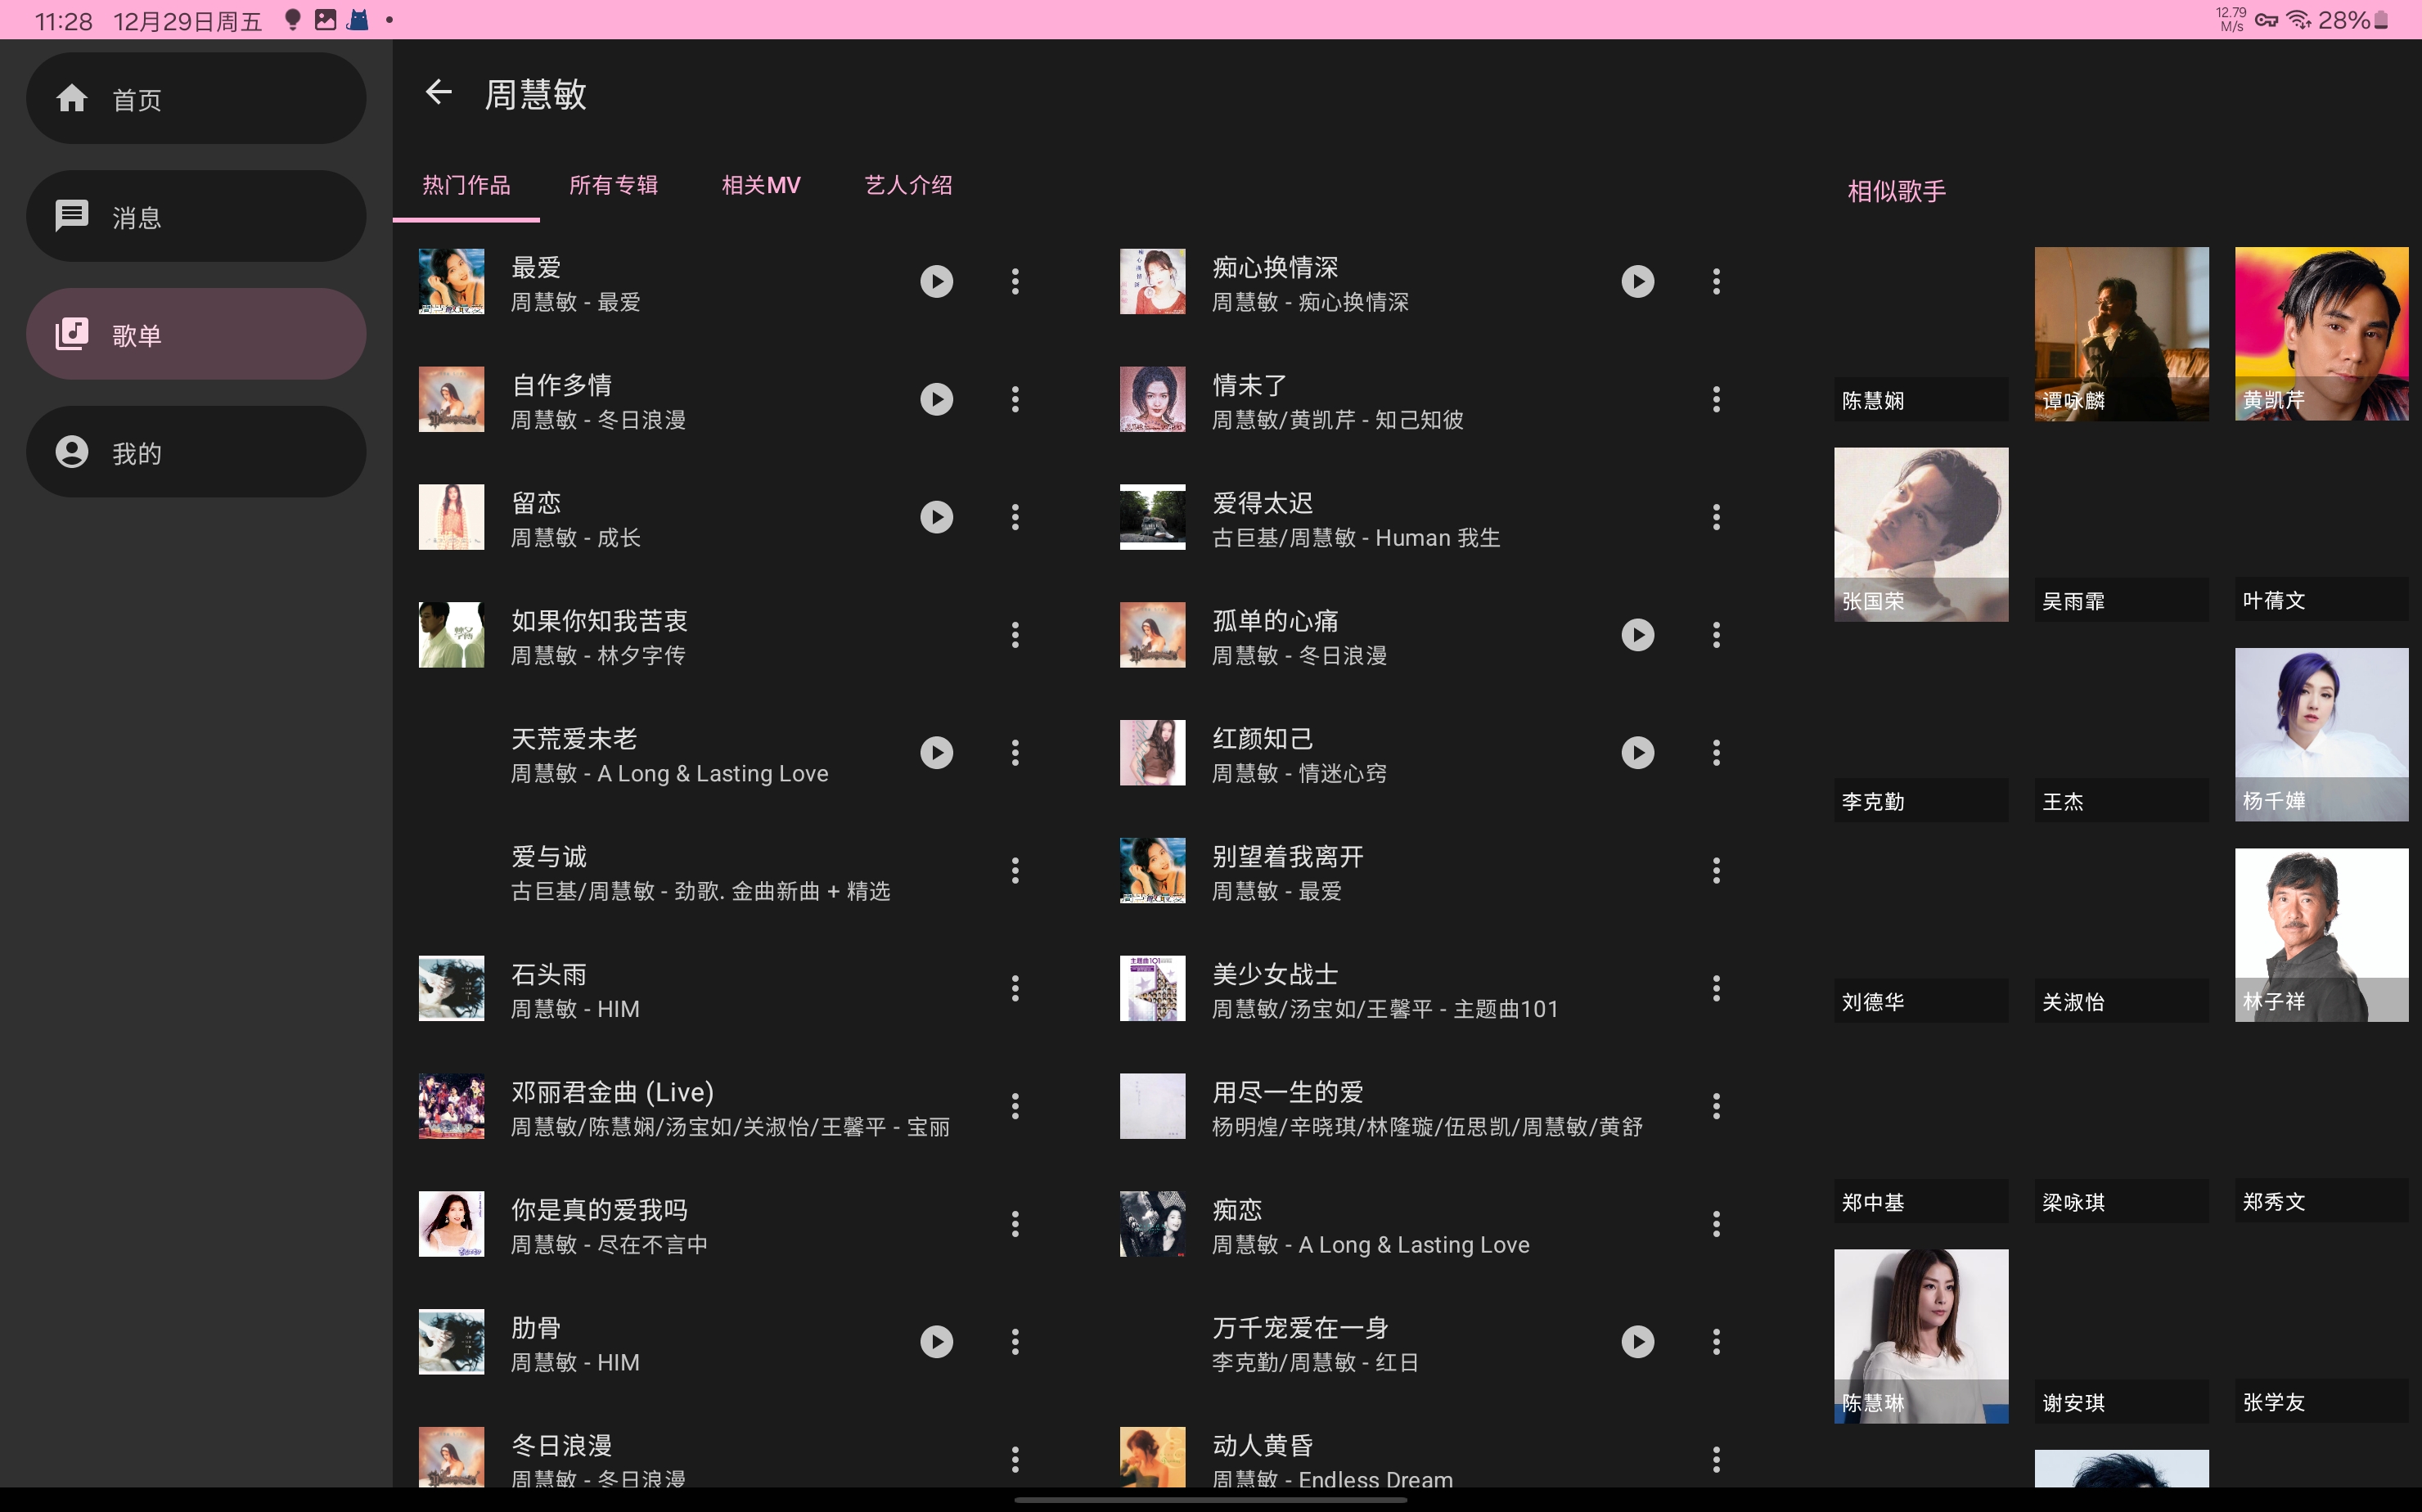 11:28 12月29日周五
12.79 M/s 28%
首页
消息
歌单
我的
周慧敏
热门作品 所有专辑 相关MV 艺人介绍
最爱
周慧敏 - 最爱
痴心换情深
周慧敏 - 痴心换情深
自作多情
周慧敏 - 冬日浪漫
情未了
周慧敏/黄凯芹 - 知己知彼
留恋
周慧敏 - 成长
爱得太迟
古巨基/周慧敏 - Human 我生
如果你知我苦衷
周慧敏 - 林夕字传
孤单的心痛
周慧敏 - 冬日浪漫
天荒爱未老
周慧敏 - A Long & Lasting Love
红颜知己
周慧敏 - 情迷心窍
爱与诚
古巨基/周慧敏 - 劲歌. 金曲新曲 + 精选
别望着我离开
周慧敏 - 最爱
石头雨
周慧敏 - HIM
美少女战士
周慧敏/汤宝如/王馨平 - 主题曲101
邓丽君金曲 (Live)
周慧敏/陈慧娴/汤宝如/关淑怡/王馨平 - 宝丽
用尽一生的爱
杨明煌/辛晓琪/林隆璇/伍思凯/周慧敏/黄舒
你是真的爱我吗
周慧敏 - 尽在不言中
痴恋
周慧敏 - A Long & Lasting Love
肋骨
周慧敏 - HIM
万千宠爱在一身
李克勤/周慧敏 - 红日
冬日浪漫
周慧敏 - 冬日浪漫
动人黄昏
周慧敏 - Endless Dream
相似歌手
陈慧娴 谭咏麟 黄凯芹
张国荣 吴雨霏 叶蒨文
李克勤 王杰 杨千嬅
刘德华 关淑怡 林子祥
郑中基 梁咏琪 郑秀文
陈慧琳 谢安琪 张学友